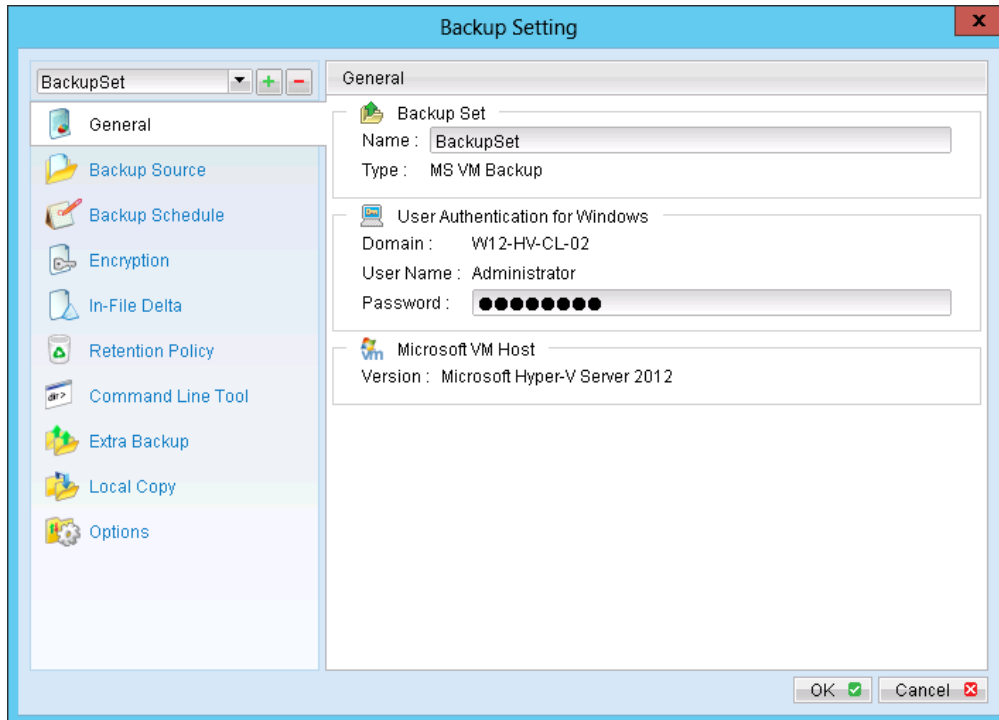 Backup Setting
x
BackupSet
General
Backup Source
Backup Schedule
Encryption
In-File Delta
Retention Policy
dir>
Command Line Tool
Extra Backup
Local Copy
Options
General
Backup Set
Name : BackupSet
Type : MS VM Backup
User Authentication for Windows
Domain : W12-HV-CL-02
User Name : Administrator
Password : ●●●●●●●●
vm
Microsoft VM Host
Version : Microsoft Hyper-V Server 2012
OK
Cancel